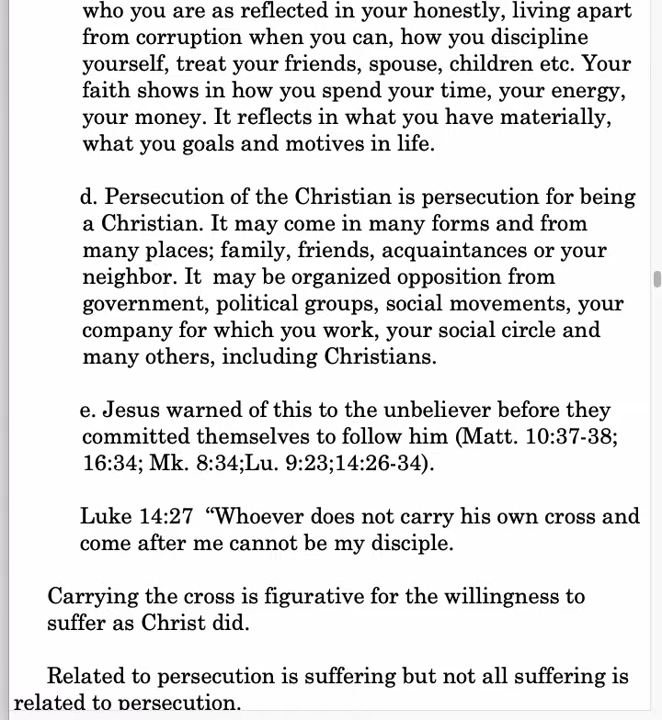 who you are as reflected in your honestly, living apart
from corruption when you can, how you discipline
yourself, treat your friends, spouse, children etc. Your
faith shows in how you spend your time, your energy,
your money. It reflects in what you have materially,
what you goals and motives in life.
d. Persecution of the Christian is persecution for being
a Christian. It may come in many forms and from
many places; family, friends, acquaintances or your
neighbor. It  may be organized opposition from
government, political groups, social movements, your
company for which you work, your social circle and
many others, including Christians.
e. Jesus warned of this to the unbeliever before they
committed themselves to follow him (Matt. 10:37-38;
16:34; Mk. 8:34;Lu. 9:23;14:26-34).
Luke 14:27  “Whoever does not carry his own cross and
come after me cannot be my disciple.
Carrying the cross is figurative for the willingness to
suffer as Christ did.
Related to persecution is suffering but not all suffering is
related to persecution.